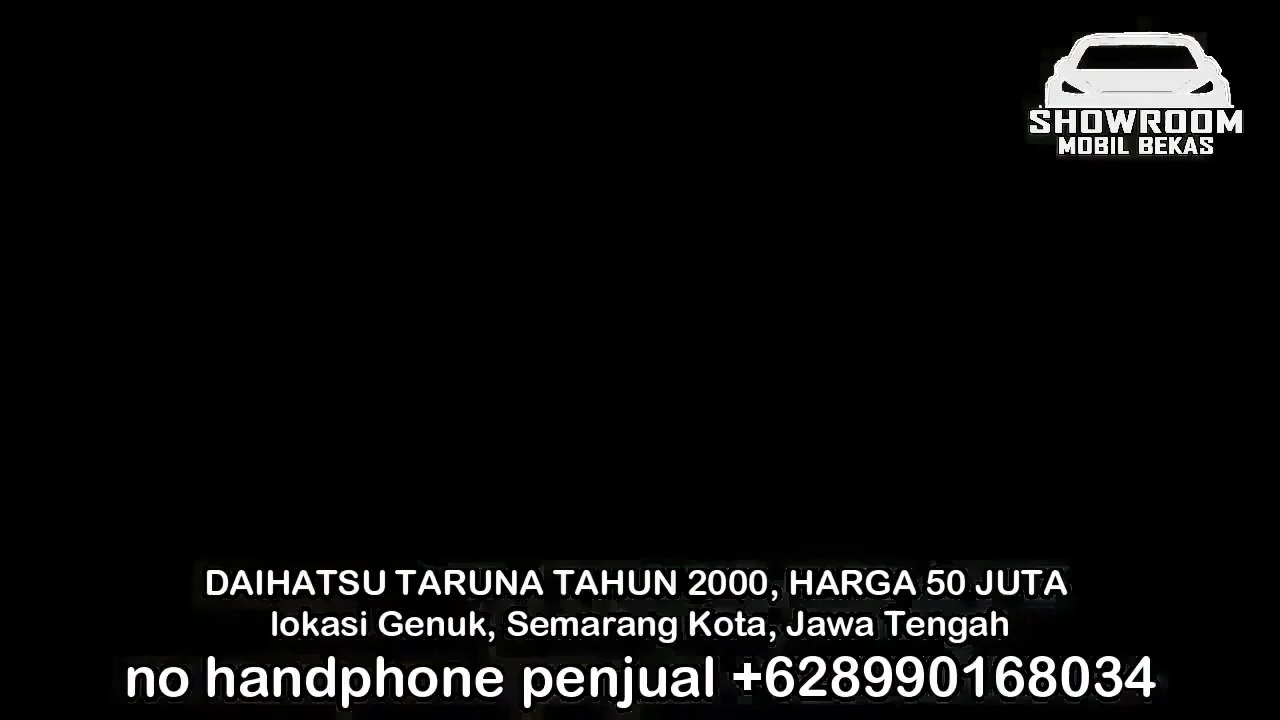 SHOWROOM
MOBIL BEKAS
DAIHATSU TARUNA TAHUN 2000, HARGA 50 JUTA
lokasi Genuk, Semarang Kota, Jawa Tengah
no handphone penjual +628990168034